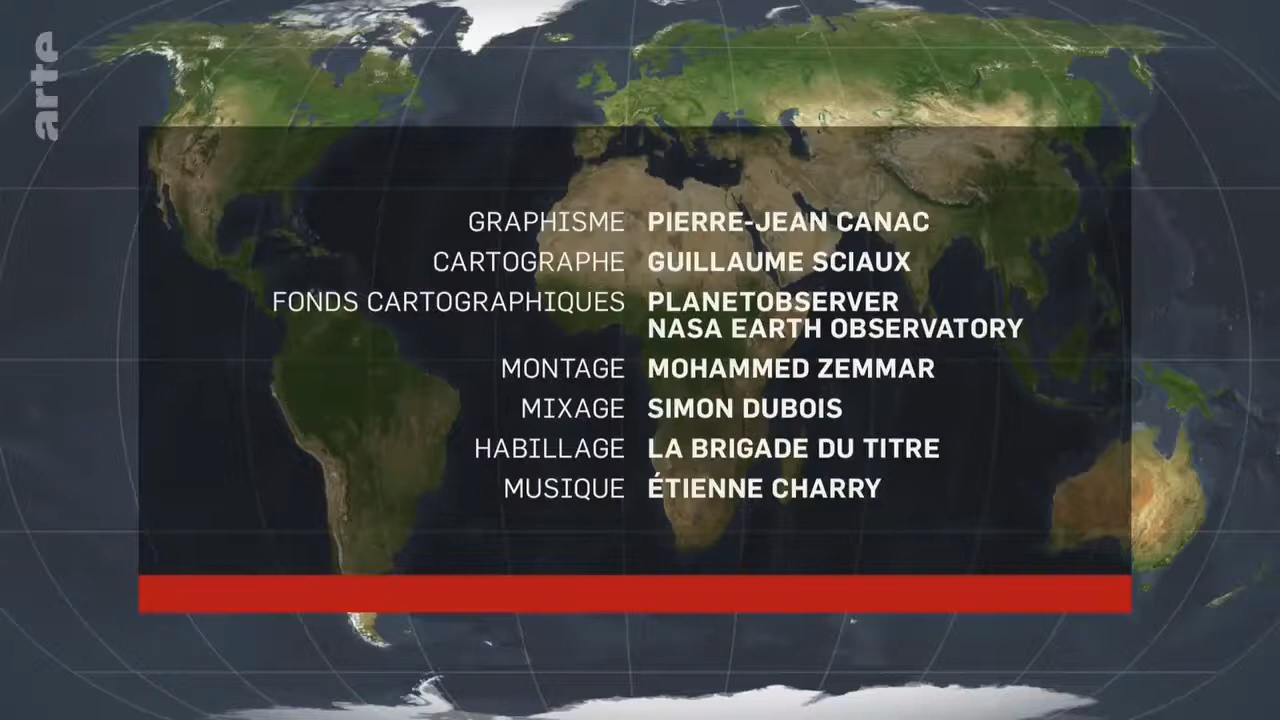 arte
GRAPHISME PIERRE-JEAN CANAC
CARTOGRAPHE GUILLAUME SCIAUX
FONDS CARTOGRAPHIQUES PLANETOBSERVER
NASA EARTH OBSERVATORY
MONTAGE MOHAMMED ZEMMAR
MIXAGE SIMON DUBOIS
HABILLAGE LA BRIGADE DU TITRE
MUSIQUE ÉTIENNE CHARRY